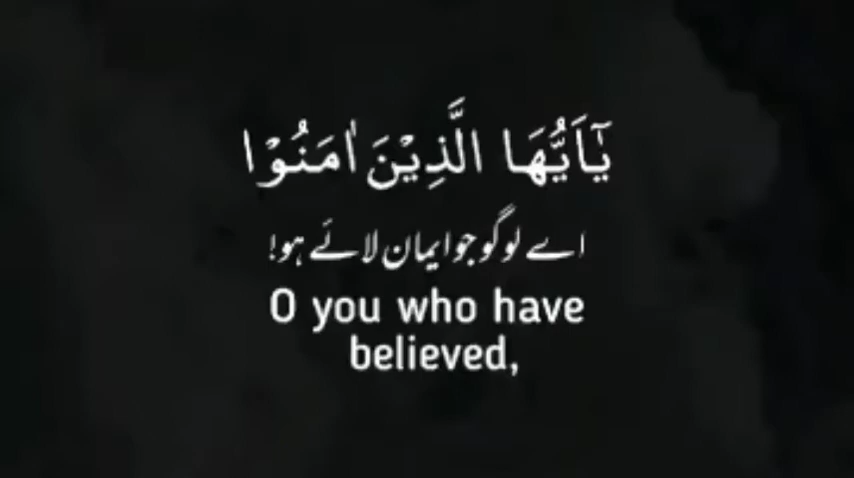 يٰٓاَيُّهَا الَّذِيْنَ اٰمَنُوْا
اے لوگو جو ایمان لائے ہو!
O you who have
believed,